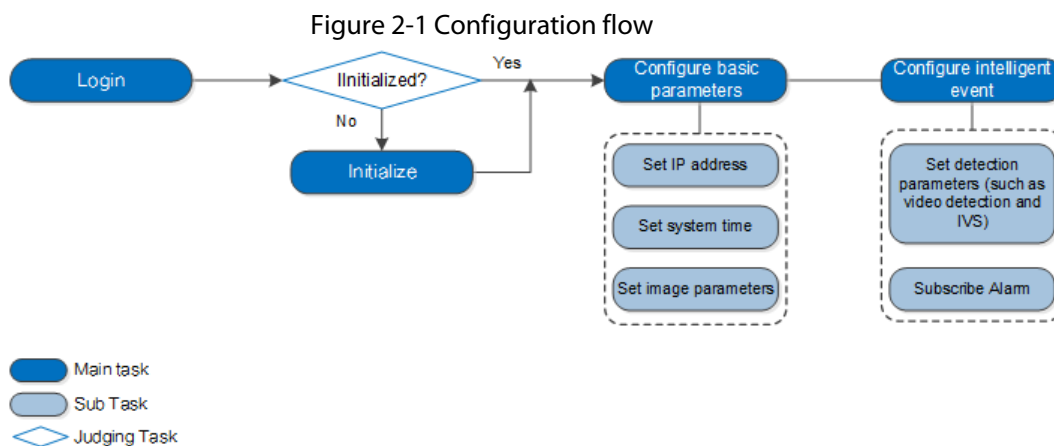 Figure 2-1 Configuration flow
Login
IInitialized?
Yes
No
Initialize
Configure basic
parameters
Set IP address
Set system time
Set image parameters
Configure intelligent
event
Set detection
parameters (such as
video detection and
IVS)
Subscribe Alarm
Main task
Sub Task
Judging Task